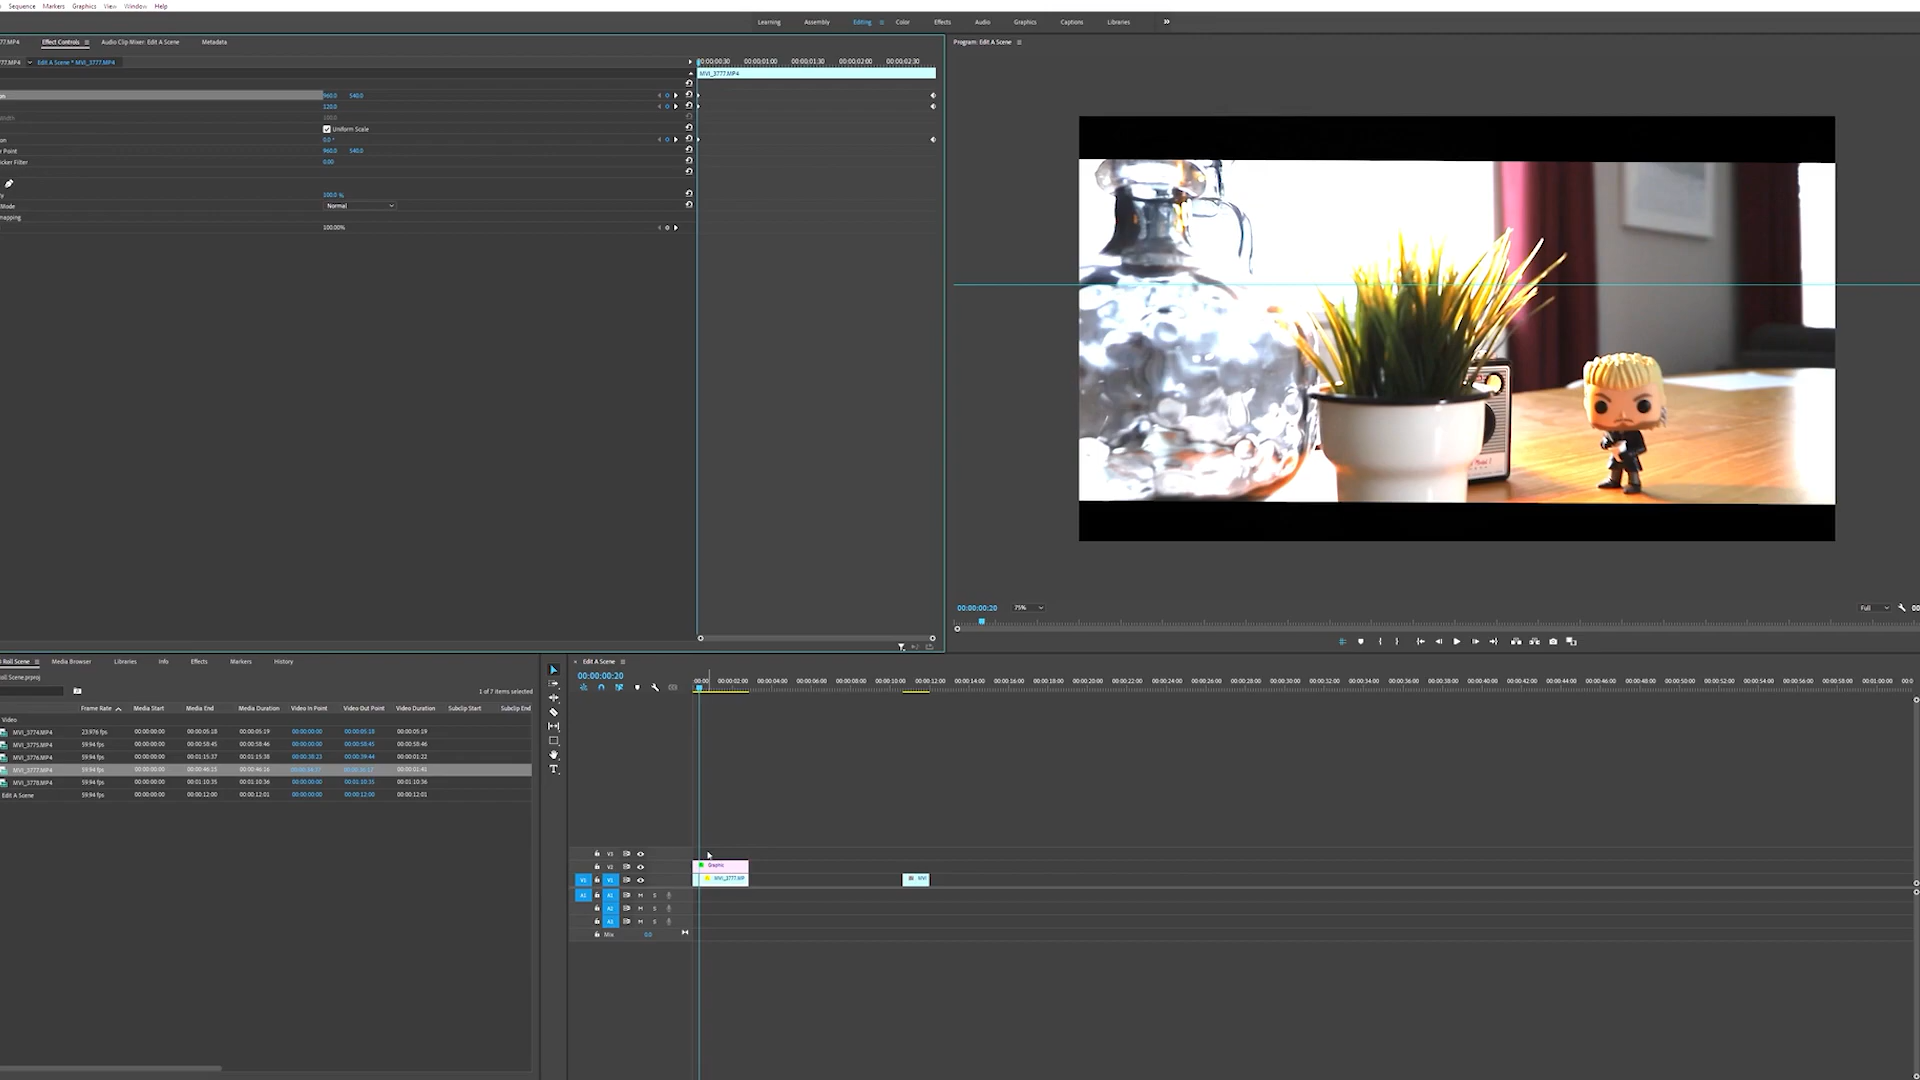 Sequence Markers Graphics View Window Help
Learning Assembly Editing Color Effects Audio Graphics Captions Libraries
777.MP4 Effect Controls Audio Clip Mixer: Edit A Scene Metadata
Program: Edit A Scene
777.MP4 Edit A Scene * MVI_3777.MP4
00:00:00:30 00:00:01:00 00:00:01:30 00:00:02:00 00:00:02:30
MVI_3777.MP4
on 960.0 540.0
120.0
Width 100.0
Uniform Scale
on 0.0 °
r Point 960.0 540.0
icker Filter 0.00
y 100.0 %
Mode Normal
mapping
100.00%
00:00:00:20 75% Full 00
Roll Scene Media Browser Libraries Info Effects Markers History
oll Scene.prproj
1 of 7 items selected
Frame Rate Media Start Media End Media Duration Video In Point Video Out Point Video Duration Subclip Start Subclip End
Video
MVI_3774.MP4 23.976 fps 00:00:00:00 00:00:05:18 00:00:05:19 00:00:00:00 00:00:05:18 00:00:05:19
MVI_3775.MP4 59.94 fps 00:00:00:00 00:00:58:45 00:00:58:46 00:00:00:00 00:00:58:45 00:00:58:46
MVI_3776.MP4 59.94 fps 00:00:00:00 00:01:15:37 00:01:15:38 00:00:38:23 00:00:39:44 00:00:01:22
MVI_3777.MP4 59.94 fps 00:00:00:00 00:00:46:15 00:00:46:16 00:00:01:43
MVI_3778.MP4 59.94 fps 00:00:00:00 00:01:10:35 00:01:10:36 00:00:00:00 00:01:10:35 00:01:10:36
Edit A Scene 59.94 fps 00:00:00:00 00:00:12:00 00:00:12:01 00:00:00:00 00:00:12:00 00:00:12:01
Edit A Scene
00:00:00:20
:00:00 00:00:02:00 00:00:04:00 00:00:06:00 00:00:08:00 00:00:10:00 00:00:12:00 00:00:14:00 00:00:16:00 00:00:18:00 00:00:20:00 00:00:22:00 00:00:24:00 00:00:26:00 00:00:28:00 00:00:30:00 00:00:32:00 00:00:34:00 00:00:36:00 00:00:38:00 00:00:40:00 00:00:42:00 00:00:44:00 00:00:46:00 00:00:48:00 00:00:50:00 00:00:52:00 00:00:54:00 00:00:56:00 00:00:58:00 00:01:00:00 00:0
V3
V2 Graphic
V1 V1 MVI_3777.MP MVI
A1 A1 M S
A2 M S
A3 M S
Mix 0.0